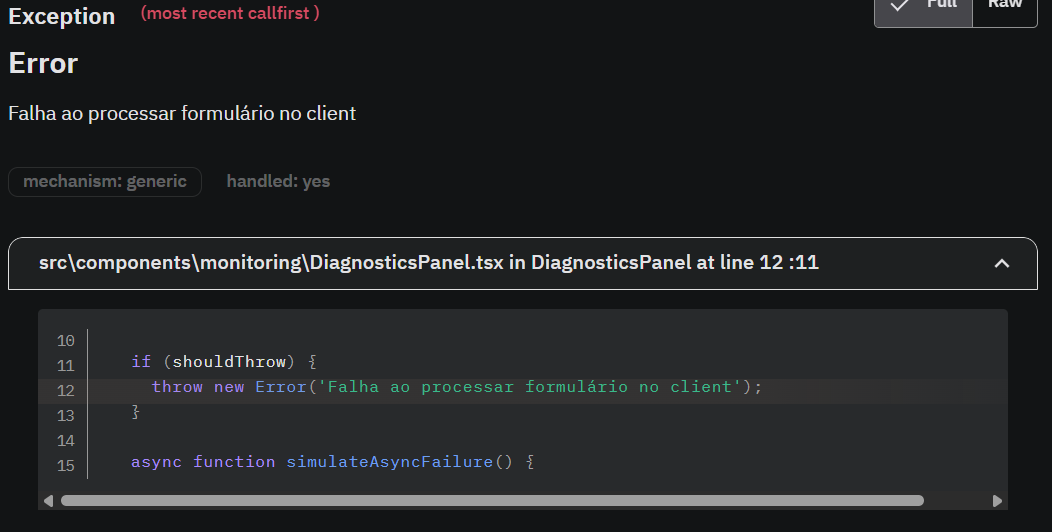 Exception (most recent callfirst )
Full Raw
Error
Falha ao processar formulário no client
mechanism: generic handled: yes
src\components\monitoring\DiagnosticsPanel.tsx in DiagnosticsPanel at line 12 :11
10
11 if (shouldThrow) {
12 throw new Error('Falha ao processar formulário no client');
13 }
14
15 async function simulateAsyncFailure() {